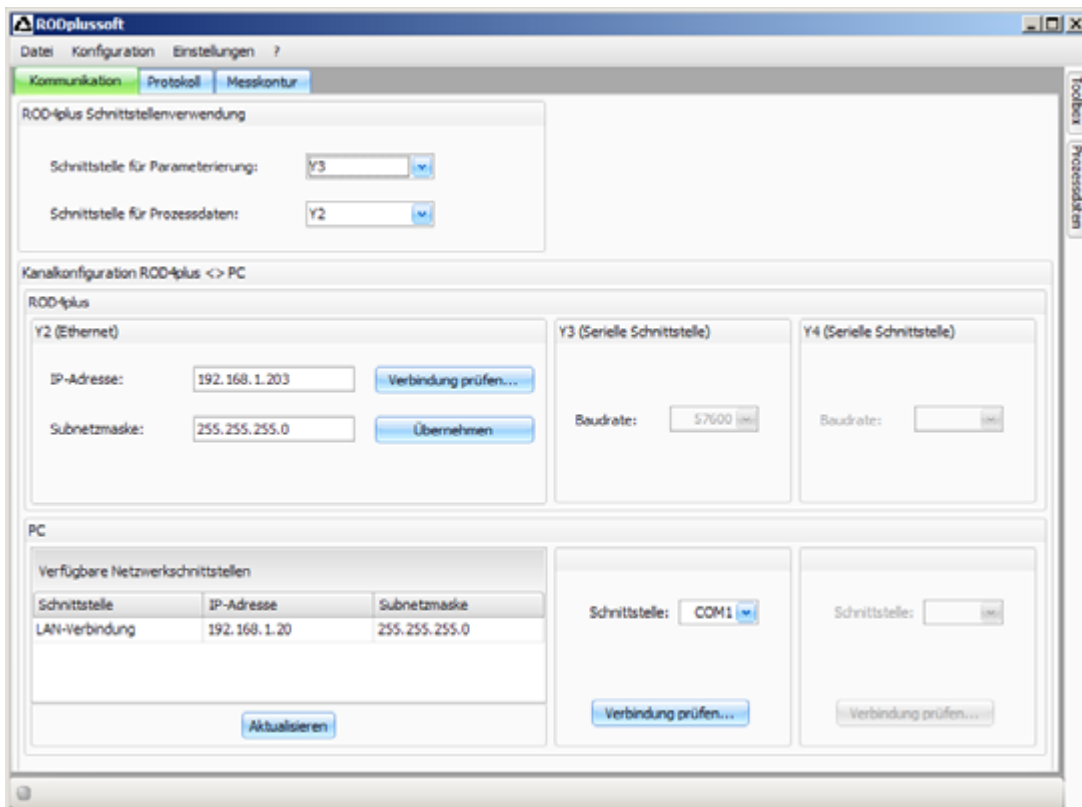 RODplussoft
Datei Konfiguration Einstellungen ?
Kommunikation Protokoll Messkontur
Toolbox
Prozessdaten
ROD4plus Schnittstellenverwendung
Schnittstelle für Parameterierung: Y3
Schnittstelle für Prozessdaten: Y2
Kanalkonfiguration ROD4plus <> PC
ROD4plus
Y2 (Ethernet)
IP-Adresse: 192.168.1.203 Verbindung prüfen...
Subnetzmaske: 255.255.255.0 Übernehmen
Y3 (Serielle Schnittstelle)
Baudrate: 57600
Y4 (Serielle Schnittstelle)
Baudrate:
PC
Verfügbare Netzwerkschnittstellen
Schnittstelle IP-Adresse Subnetzmaske
LAN-Verbindung 192.168.1.20 255.255.255.0
Aktualisieren
Schnittstelle: COM1
Verbindung prüfen...
Schnittstelle:
Verbindung prüfen...